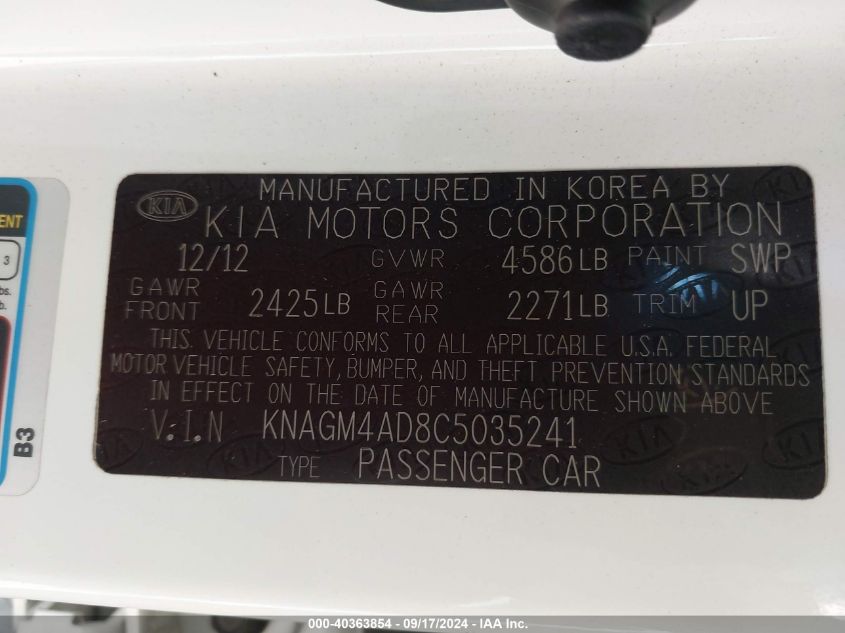 MANUFACTURED IN KOREA BY
KIA KIA MOTORS CORPORATION
12/12 GVWR 4586LB PAINT SWP
GAWR FRONT 2425LB GAWR REAR 2271LB TRIM UP
THIS VEHICLE CONFORMS TO ALL APPLICABLE U.S.A. FEDERAL
MOTOR VEHICLE SAFETY, BUMPER, AND THEFT PREVENTION STANDARDS
IN EFFECT ON THE DATE OF MANUFACTURE SHOWN ABOVE
V.I.N KNAGM4AD8C5035241
TYPE PASSENGER CAR
3
B3
000-40363854 - 09/17/2024 - IAA, Inc.